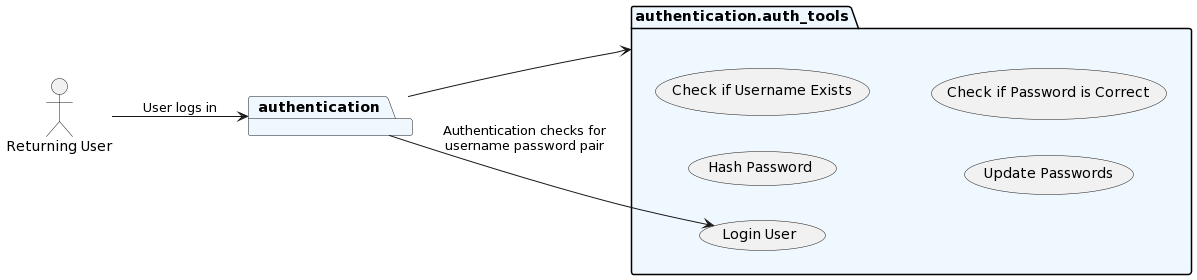 authentication.auth_tools
Check if Username Exists
Check if Password is Correct
User logs in
authentication
Authentication checks for
username password pair
Returning User
Hash Password
Update Passwords
Login User